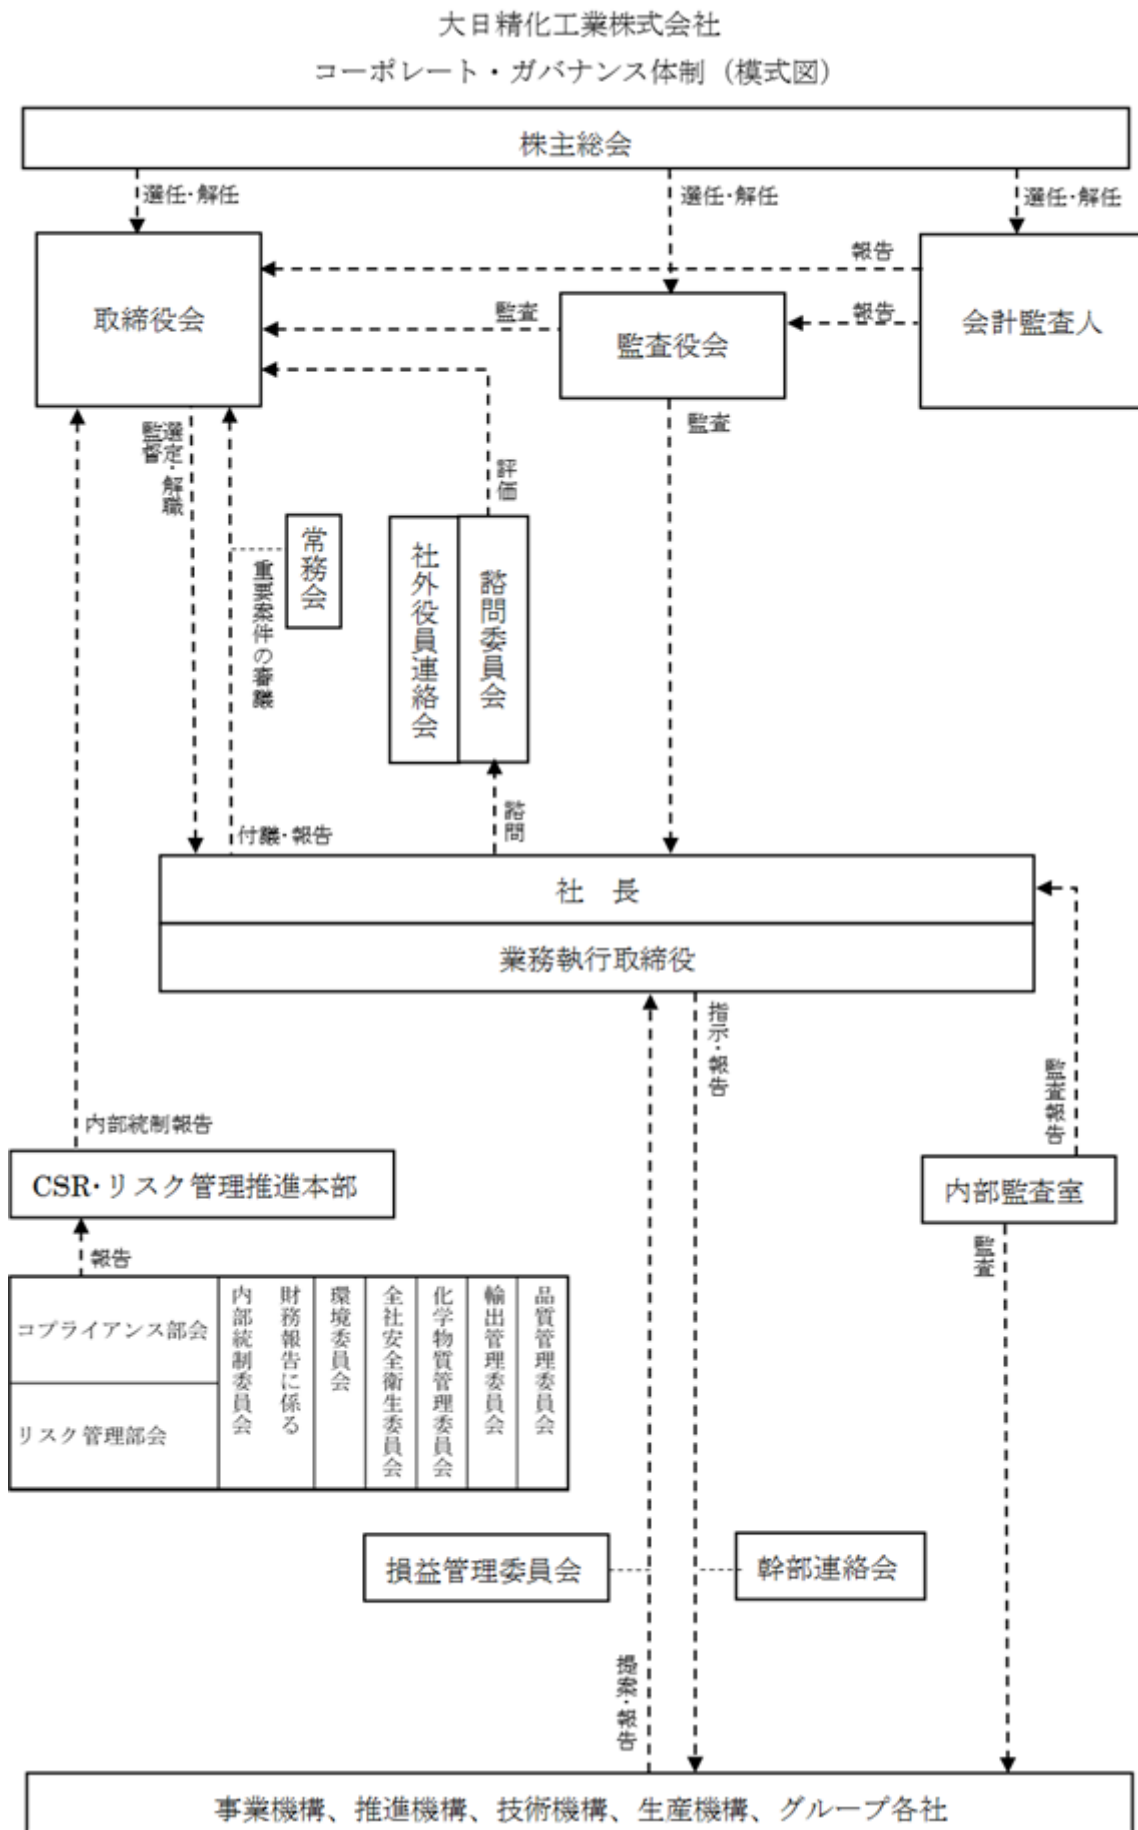 大日精化工業株式会社
コーポレート・ガバナンス体制（模式図）
株主総会
選任・解任
選任・解任
選任・解任
取締役会
監査役会
会計監査人
報告
報告
監査
監査
選定・解職
監督
評価
常務会
重要案件の審議
社外役員連絡会
諮問委員会
諮問
付議・報告
社　長
業務執行取締役
指示・報告
監査報告
内部統制報告
CSR・リスク管理推進本部
内部監査室
監査
報告
コプライアンス部会
リスク管理部会
財務報告に係る
内部統制委員会
環境委員会
全社安全衛生委員会
化学物質管理委員会
輸出管理委員会
品質管理委員会
損益管理委員会
幹部連絡会
提案・報告
事業機構、推進機構、技術機構、生産機構、グループ各社